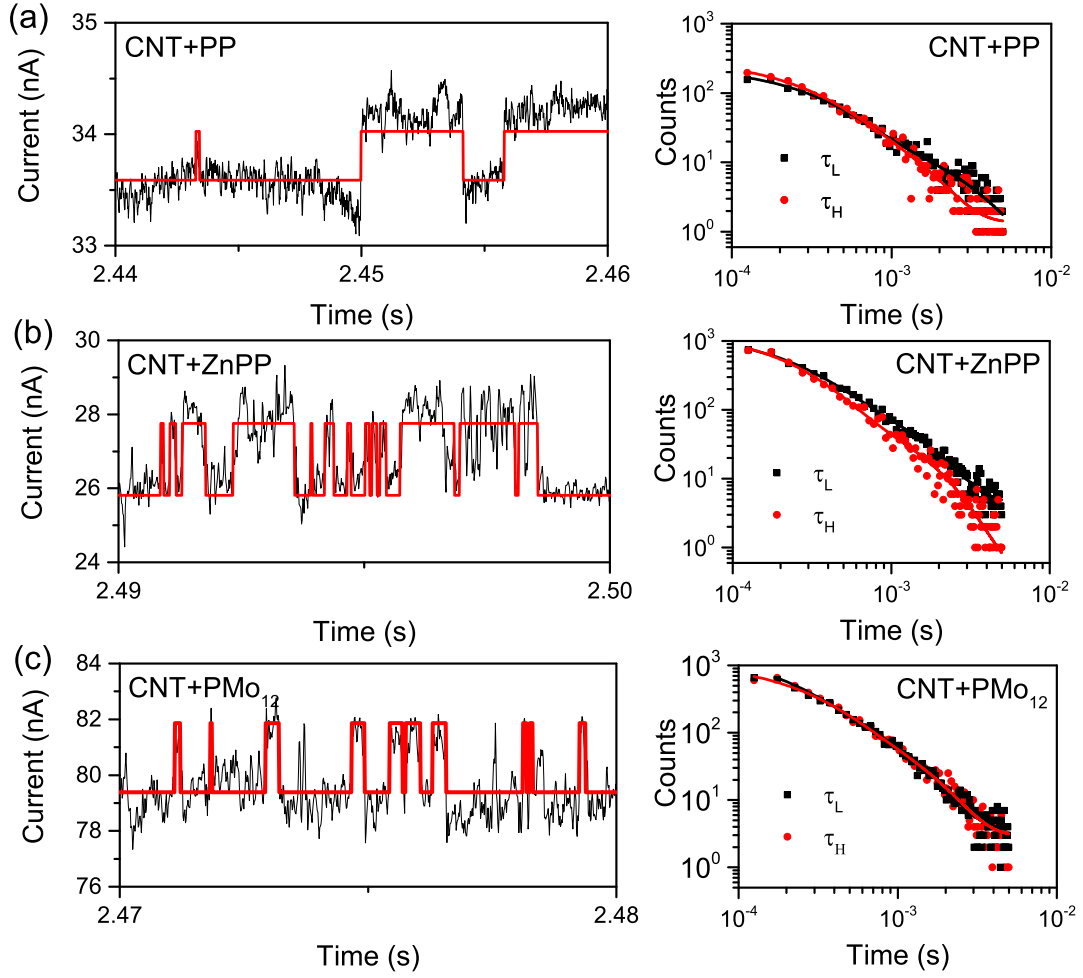 (a)
CNT+PP
Current (nA)
35
34
33
2.44
2.45
2.46
Time (s)
CNT+PP
Counts
10³
10²
10¹
10⁰
τL
τH
10⁻⁴
10⁻³
10⁻²
Time (s)
(b)
CNT+ZnPP
Current (nA)
30
28
26
24
2.49
2.50
Time (s)
CNT+ZnPP
Counts
10³
10²
10¹
10⁰
τL
τH
10⁻⁴
10⁻³
10⁻²
Time (s)
(c)
CNT+PMo₁₂
Current (nA)
84
82
80
78
76
2.47
2.48
Time (s)
CNT+PMo₁₂
Counts
10³
10²
10¹
10⁰
τL
τH
10⁻⁴
10⁻³
10⁻²
Time (s)